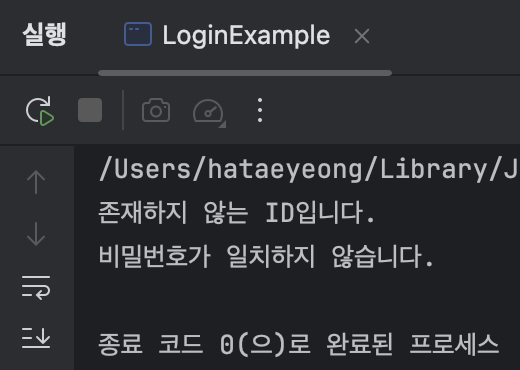 실행
LoginExample
/Users/hataeyeong/Library/J
존재하지 않는 ID입니다.
비밀번호가 일치하지 않습니다.
종료 코드 0(으)로 완료된 프로세스